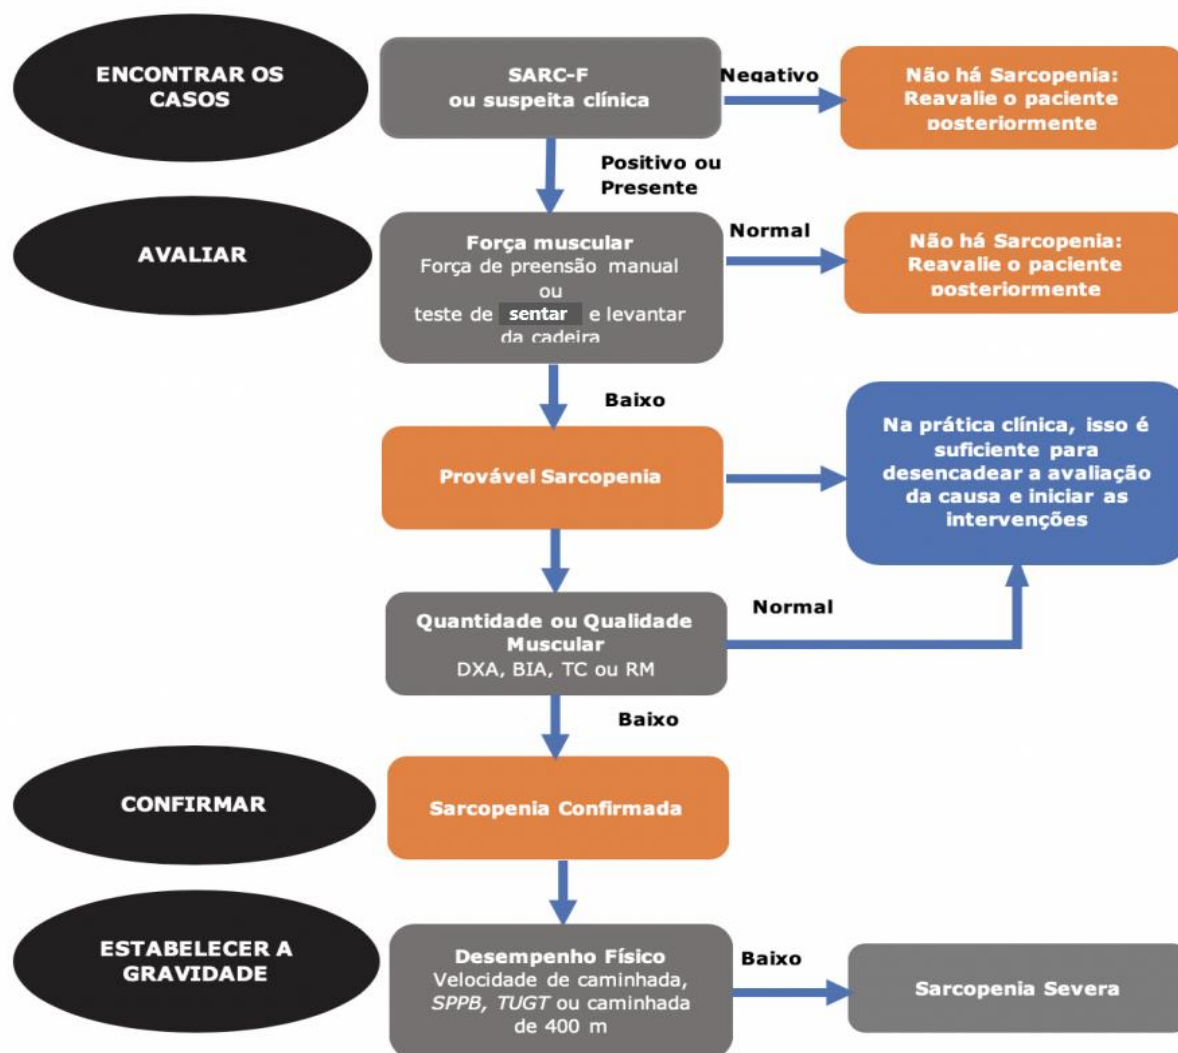 ENCONTRAR OS
CASOS
SARC-F
ou suspeita clínica
Negativo
Não há Sarcopenia:
Reavalie o paciente
posteriormente
Positivo ou
Presente
AVALIAR
Força muscular
Força de preensão manual
ou
teste de sentar e levantar
da cadeira
Normal
Não há Sarcopenia:
Reavalie o paciente
posteriormente
Baixo
Provável Sarcopenia
Na prática clínica, isso é
suficiente para
desencadear a avaliação
da causa e iniciar as
intervenções
Quantidade ou Qualidade
Muscular
DXA, BIA, TC ou RM
Normal
Baixo
CONFIRMAR
Sarcopenia Confirmada
ESTABELECER A
GRAVIDADE
Desempenho Físico
Velocidade de caminhada,
SPPB, TUGT ou caminhada
de 400 m
Baixo
Sarcopenia Severa